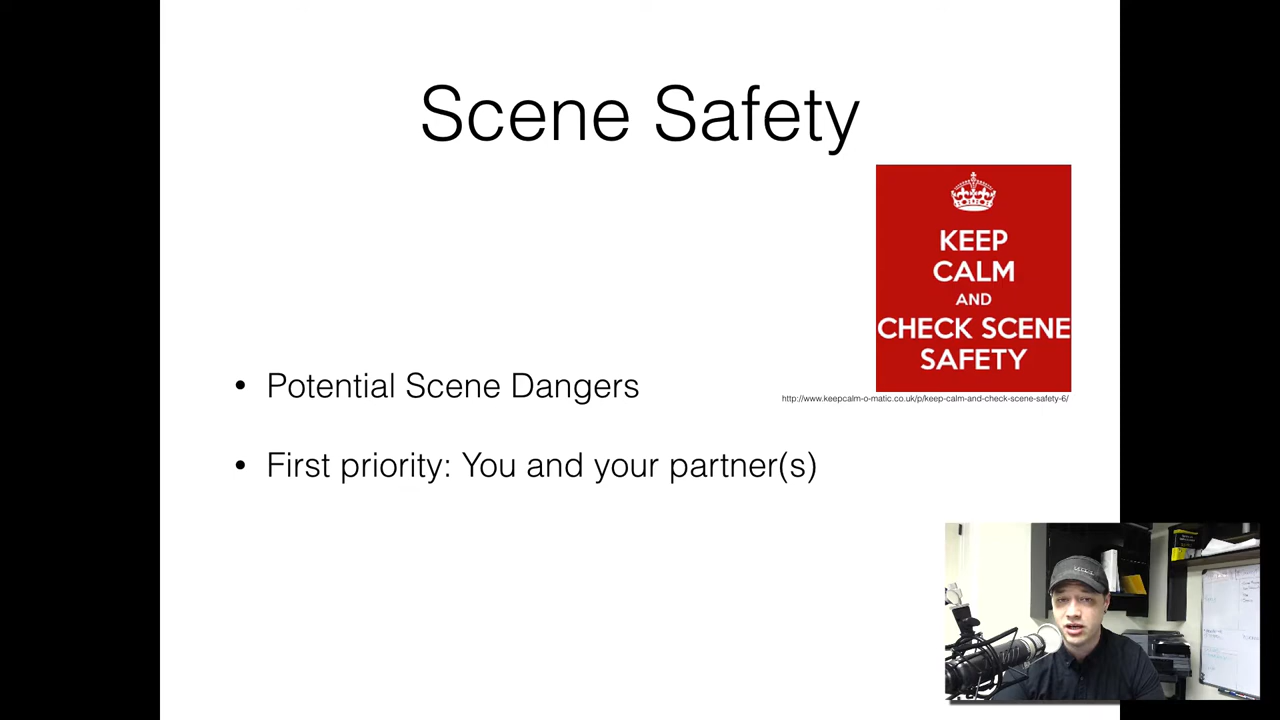 Scene Safety
KEEP
CALM
AND
CHECK SCENE
SAFETY
• Potential Scene Dangers
http://www.keepcalm-o-matic.co.uk/p/keep-calm-and-check-scene-safety-6/
• First priority: You and your partner(s)